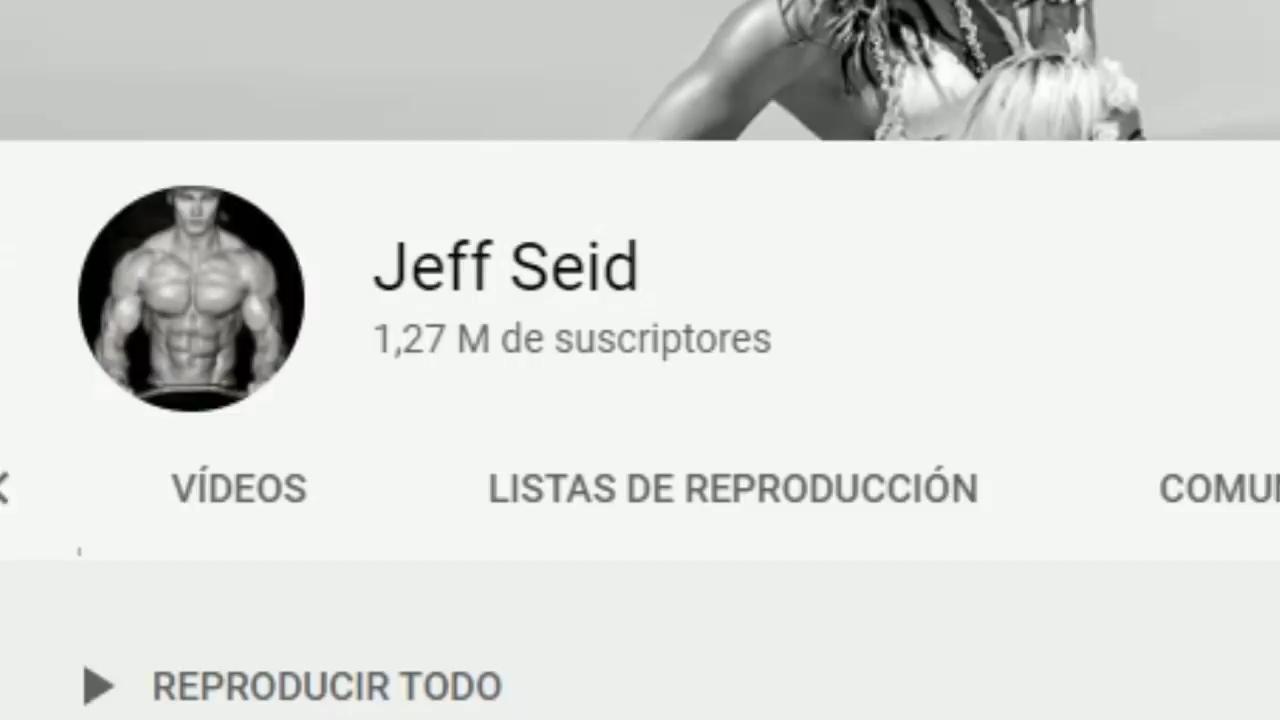 Jeff Seid
1,27 M de suscriptores
VÍDEOS
LISTAS DE REPRODUCCIÓN
REPRODUCIR TODO